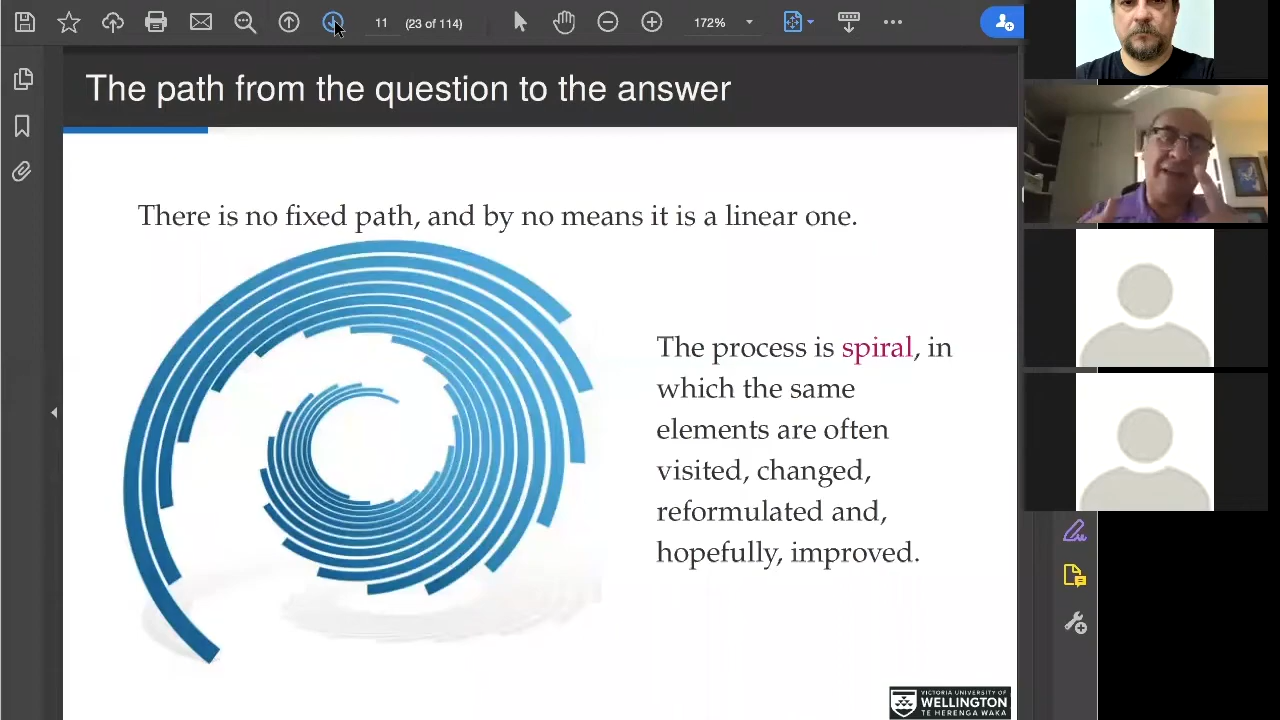 11 (23 of 114) 172%
The path from the question to the answer
There is no fixed path, and by no means it is a linear one.
The process is spiral, in
which the same
elements are often
visited, changed,
reformulated and,
hopefully, improved.
VICTORIA UNIVERSITY OF
WELLINGTON
TE HERENGA WAKA